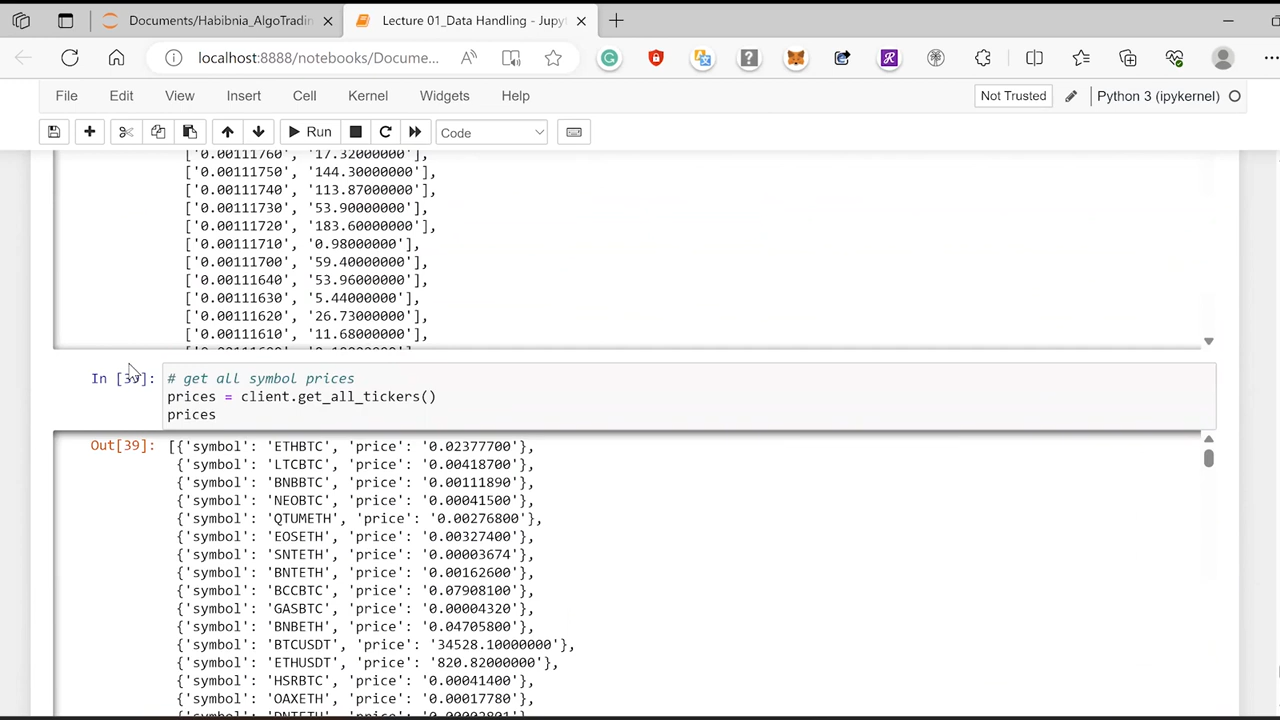 Documents/Habibnia_AlgoTradin
Lecture 01_Data Handling - Jupyt
localhost:8888/notebooks/Docume...
File Edit View Insert Cell Kernel Widgets Help
Not Trusted Python 3 (ipykernel)
Run Code
['0.00111760', '17.32000000'],
['0.00111750', '144.30000000'],
['0.00111740', '113.87000000'],
['0.00111730', '53.90000000'],
['0.00111720', '183.60000000'],
['0.00111710', '0.98000000'],
['0.00111700', '59.40000000'],
['0.00111640', '53.96000000'],
['0.00111630', '5.44000000'],
['0.00111620', '26.73000000'],
['0.00111610', '11.68000000'],
In [39]: # get all symbol prices
prices = client.get_all_tickers()
prices
Out[39]: [{'symbol': 'ETHBTC', 'price': '0.02377700'},
{'symbol': 'LTCBTC', 'price': '0.00418700'},
{'symbol': 'BNBBTC', 'price': '0.00111890'},
{'symbol': 'NEOBTC', 'price': '0.00041500'},
{'symbol': 'QTUMETH', 'price': '0.00276800'},
{'symbol': 'EOSETH', 'price': '0.00327400'},
{'symbol': 'SNTETH', 'price': '0.00003674'},
{'symbol': 'BNTETH', 'price': '0.00162600'},
{'symbol': 'BCCBTC', 'price': '0.07908100'},
{'symbol': 'GASBTC', 'price': '0.00004320'},
{'symbol': 'BNBETH', 'price': '0.04705800'},
{'symbol': 'BTCUSDT', 'price': '34528.10000000'},
{'symbol': 'ETHUSDT', 'price': '820.82000000'},
{'symbol': 'HSRBTC', 'price': '0.00041400'},
{'symbol': 'OAXETH', 'price': '0.00017780'},